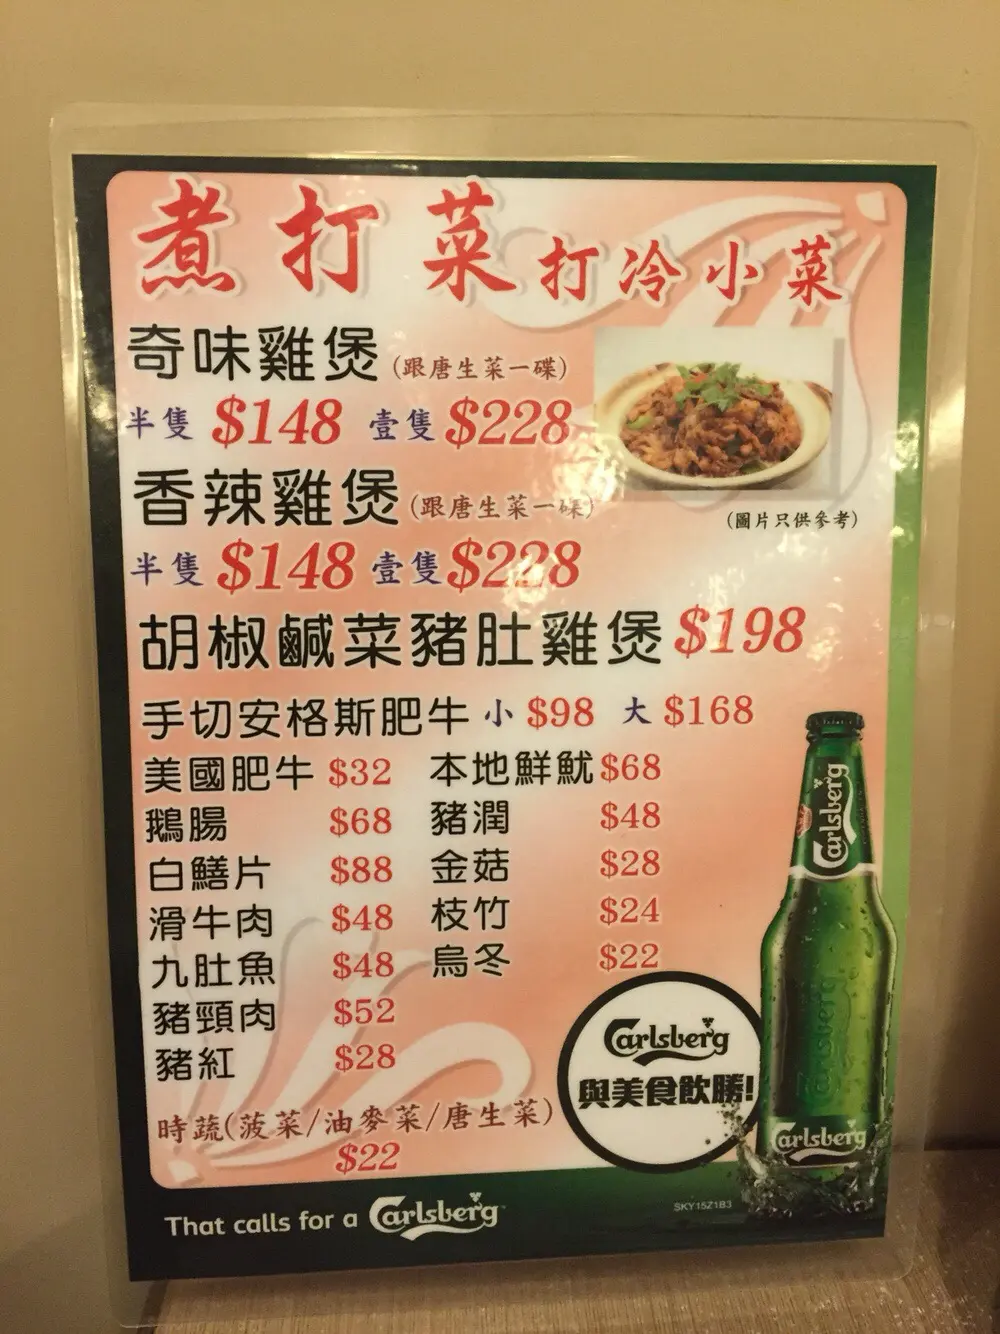 煮打菜 打冷小菜
奇味雞煲(跟唐生菜一碟)
半隻 $148 壹隻 $228
香辣雞煲(跟唐生菜一碟)
半隻 $148 壹隻 $228
(圖片只供參考)
胡椒鹹菜豬肚雞煲 $198
手切安格斯肥牛 小 $98 大 $168
美國肥牛 $32 本地鮮魷 $68
鵝腸 $68 豬潤 $48
白鱔片 $88 金菇 $28
滑牛肉 $48 枝竹 $24
九肚魚 $48 烏冬 $22
豬頸肉 $52
豬紅 $28
時蔬(菠菜/油麥菜/唐生菜)
$22
Carlsberg
與美食飲勝!
Carlsberg
Carlsberg
Carlsberg
That calls for a Carlsberg
SKY15Z1B3